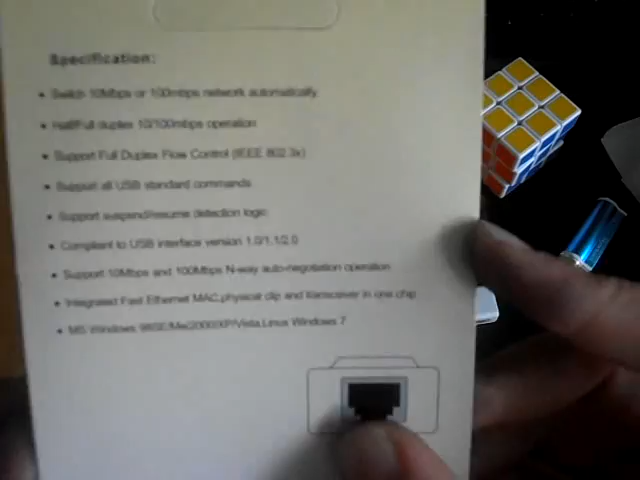 Specification:
• Switch 10Mbps or 100mbps network automatically
• Half/Full duplex 10/100mbps operation
• Support Full Duplex Flow Control (IEEE 802.3x)
• Support all USB standard commands
• Support suspend/resume detection logic
• Compliant to USB interface version 1.0/1.1/2.0
• Support 10Mbps and 100Mbps N-way auto-negotiation operation
• Integrated Fast Ethernet MAC,physical clip and transceiver in one chip
• MS Windows 98SE/Me/2000/XP/Vista,Linux Windows 7